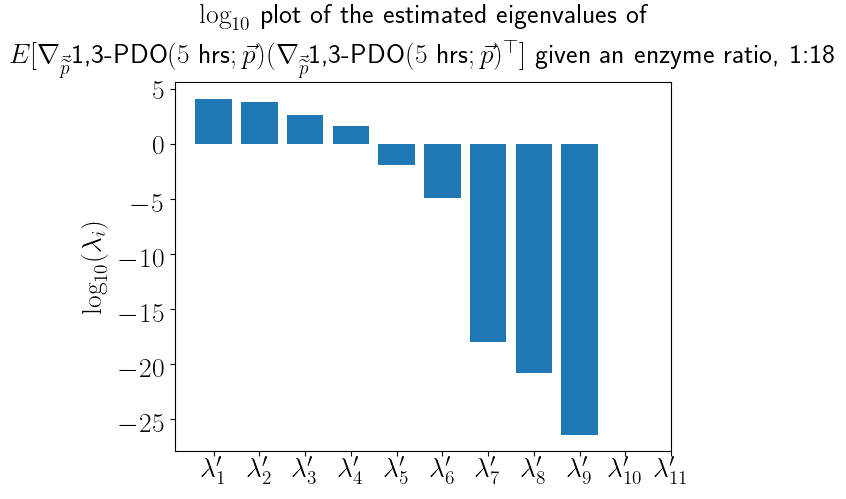 log₁₀ plot of the estimated eigenvalues of
E[∇_{p̃⃗}1,3-PDO(5 hrs; p⃗)(∇_{p̃⃗}1,3-PDO(5 hrs; p⃗)^⊤] given an enzyme ratio, 1:18
5
0
−5
−10
−15
−20
−25
log₁₀(λᵢ)
λ′₁ λ′₂ λ′₃ λ′₄ λ′₅ λ′₆ λ′₇ λ′₈ λ′₉ λ′₁₀ λ′₁₁